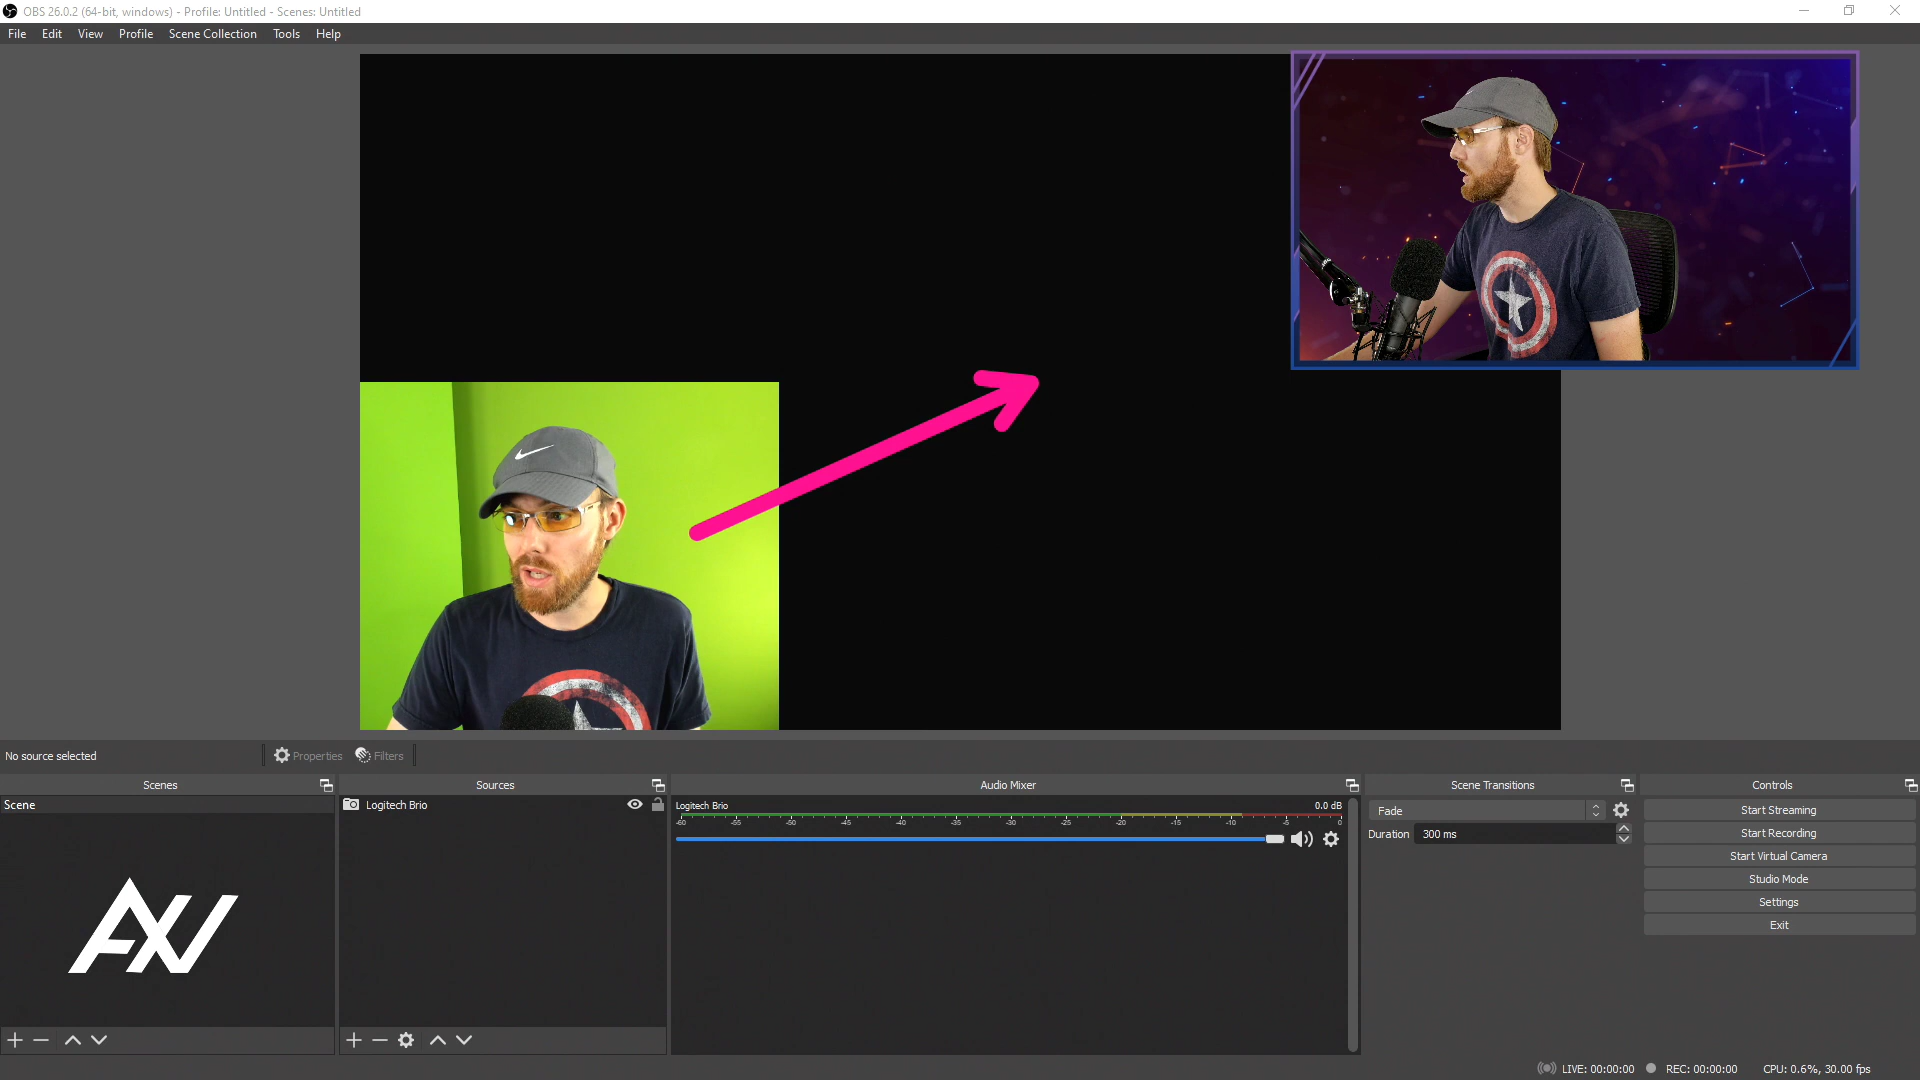 OBS 26.0.2 (64-bit, windows) - Profile: Untitled - Scenes: Untitled
File Edit View Profile Scene Collection Tools Help
No source selected Properties Filters
Scenes Sources Audio Mixer Scene Transitions Controls
Scene
Logitech Brio
Logitech Brio 0.0 dB
-60 -55 -50 -45 -40 -35 -30 -25 -20 -15 -10 -5 0
Fade
Duration 300 ms
Start Streaming
Start Recording
Start Virtual Camera
Studio Mode
Settings
Exit
LIVE: 00:00:00 REC: 00:00:00 CPU: 0.6%, 30.00 fps